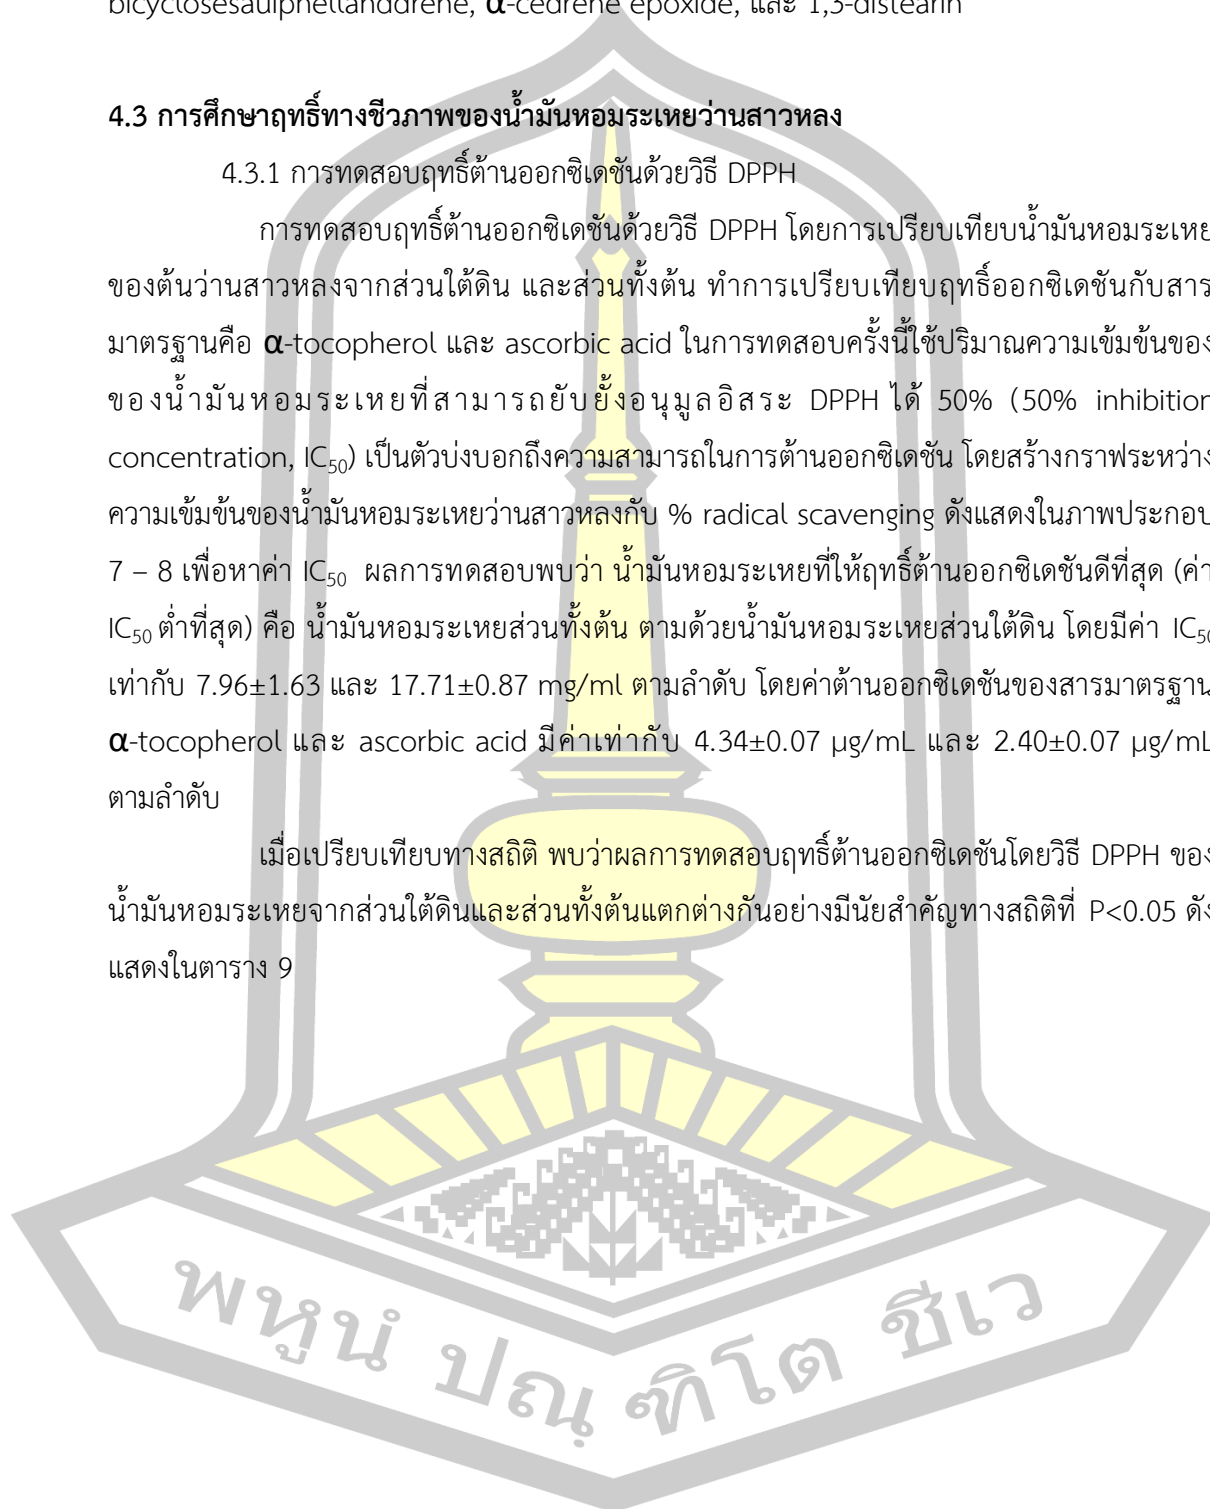 bicyclosesaulphellanddrene, α-cedrene epoxide, และ 1,3-distearin
4.3 การศึกษาฤทธิ์ทางชีวภาพของน้ำมันหอมระเหยว่านสาวหลง
4.3.1 การทดสอบฤทธิ์ต้านออกซิเดชันด้วยวิธี DPPH
การทดสอบฤทธิ์ต้านออกซิเดชันด้วยวิธี DPPH โดยการเปรียบเทียบน้ำมันหอมระเหย
ของต้นว่านสาวหลงจากส่วนใต้ดิน และส่วนทั้งต้น ทำการเปรียบเทียบฤทธิ์ออกซิเดชันกับสาร
มาตรฐานคือ α-tocopherol และ ascorbic acid ในการทดสอบครั้งนี้ใช้ปริมาณความเข้มข้นของ
ของน้ำมันหอมระเหยที่สามารถยับยั้งอนุมูลอิสระ DPPH ได้ 50% (50% inhibition
concentration, IC₅₀) เป็นตัวบ่งบอกถึงความสามารถในการต้านออกซิเดชัน โดยสร้างกราฟระหว่าง
ความเข้มข้นของน้ำมันหอมระเหยว่านสาวหลงกับ % radical scavenging ดังแสดงในภาพประกอบ
7 – 8 เพื่อหาค่า IC₅₀ ผลการทดสอบพบว่า น้ำมันหอมระเหยที่ให้ฤทธิ์ต้านออกซิเดชันดีที่สุด (ค่า
IC₅₀ ต่ำที่สุด) คือ น้ำมันหอมระเหยส่วนทั้งต้น ตามด้วยน้ำมันหอมระเหยส่วนใต้ดิน โดยมีค่า IC₅₀
เท่ากับ 7.96±1.63 และ 17.71±0.87 mg/ml ตามลำดับ โดยค่าต้านออกซิเดชันของสารมาตรฐาน
α-tocopherol และ ascorbic acid มีค่าเท่ากับ 4.34±0.07 µg/mL และ 2.40±0.07 µg/mL
ตามลำดับ
เมื่อเปรียบเทียบทางสถิติ พบว่าผลการทดสอบฤทธิ์ต้านออกซิเดชันโดยวิธี DPPH ของ
น้ำมันหอมระเหยจากส่วนใต้ดินและส่วนทั้งต้นแตกต่างกันอย่างมีนัยสำคัญทางสถิติที่ P<0.05 ดัง
แสดงในตาราง 9
พหูนํ ปณฺฑิโต ชีเว